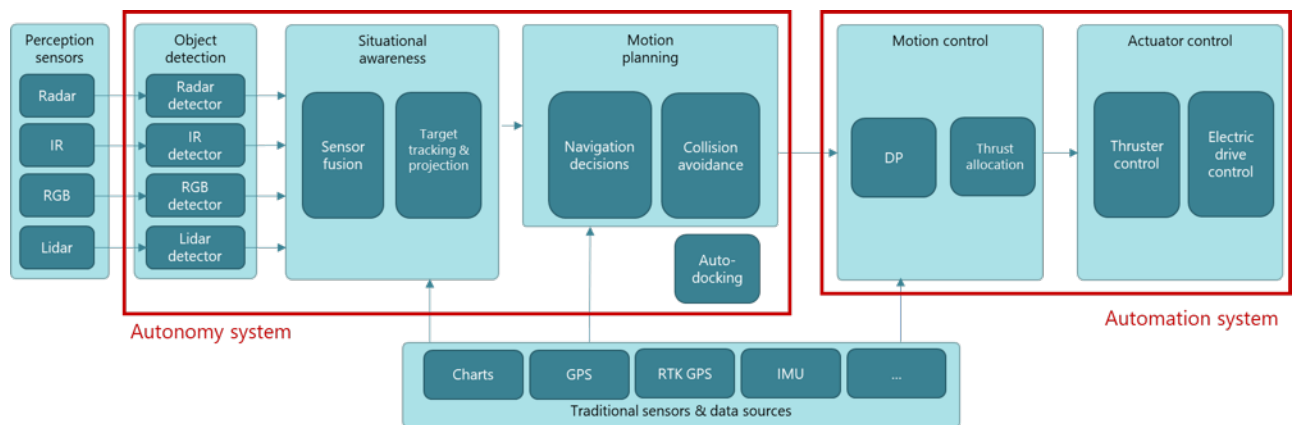 Perception
sensors
Radar
IR
RGB
Lidar
Object
detection
Radar
detector
IR
detector
RGB
detector
Lidar
detector
Situational
awareness
Sensor
fusion
Target
tracking &
projection
Motion
planning
Navigation
decisions
Collision
avoidance
Auto-
docking
Autonomy system
Motion control
DP
Thrust
allocation
Actuator control
Thruster
control
Electric
drive
control
Automation system
Charts
GPS
RTK GPS
IMU
...
Traditional sensors & data sources